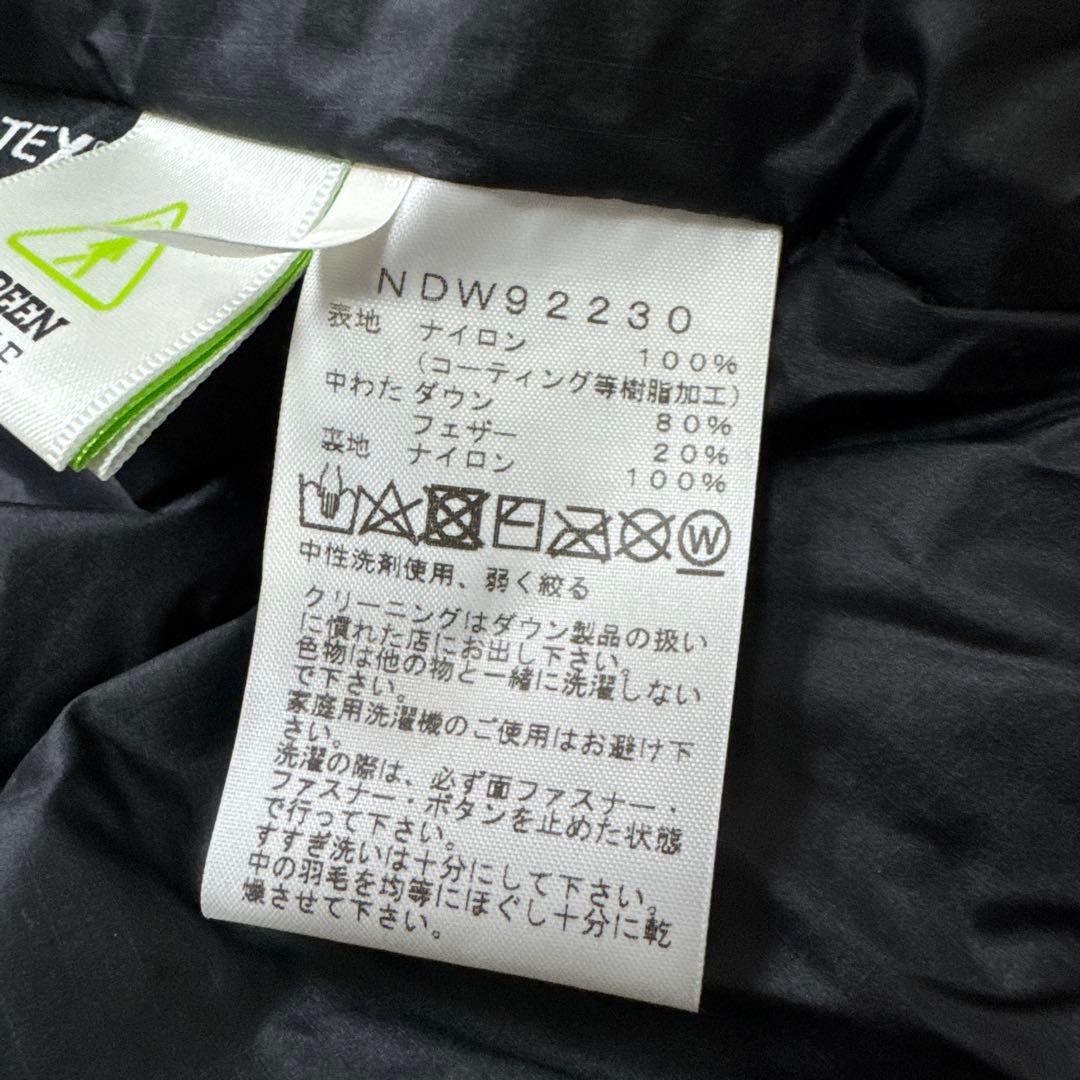 TEX
REEN
LE
NDW92230
表地 ナイロン 100%
(コーティング等樹脂加工)
中わた ダウン 80%
フェザー 20%
裏地 ナイロン 100%
W
中性洗剤使用、弱く絞る
クリーニングはダウン製品の扱い
に慣れた店にお出し下さい。
色物は他の物と一緒に洗濯しない
で下さい。
家庭用洗濯機のご使用はお避け下
さい。
洗濯の際は、必ず面ファスナー・
ファスナー・ボタンを止めた状態
で行って下さい。
すすぎ洗いは十分にして下さい。
中の羽毛を均等にほぐし十分に乾
燥させて下さい。